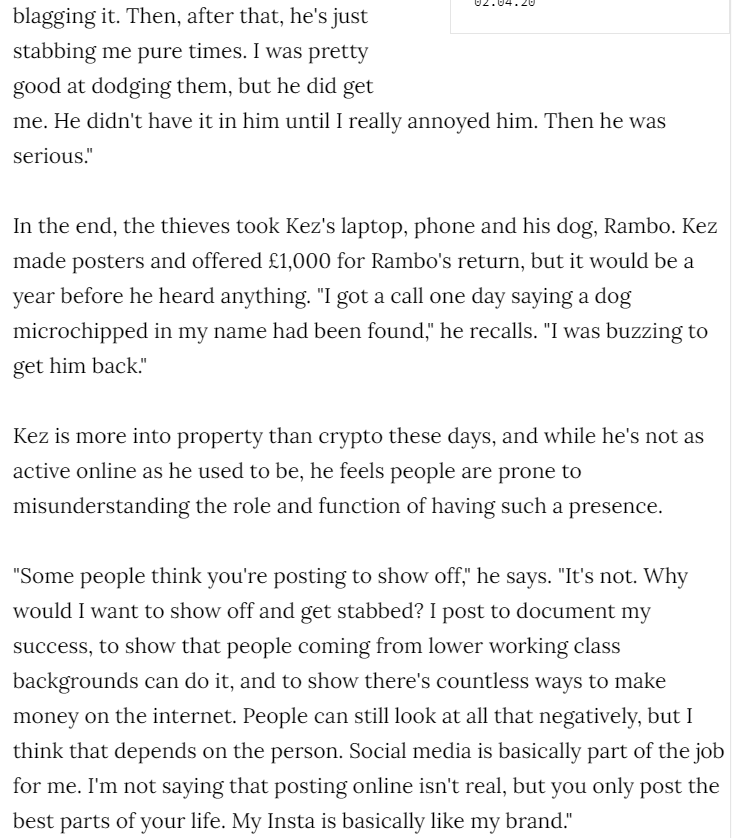 blagging it. Then, after that, he's just
02.04.20
stabbing me pure times. I was pretty
good at dodging them, but he did get
me. He didn't have it in him until I really annoyed him. Then he was
serious."
In the end, the thieves took Kez's laptop, phone and his dog, Rambo. Kez
made posters and offered £1,000 for Rambo's return, but it would be a
year before he heard anything. "I got a call one day saying a dog
microchipped in my name had been found," he recalls. "I was buzzing to
get him back."
Kez is more into property than crypto these days, and while he's not as
active online as he used to be, he feels people are prone to
misunderstanding the role and function of having such a presence.
"Some people think you're posting to show off," he says. "It's not. Why
would I want to show off and get stabbed? I post to document my
success, to show that people coming from lower working class
backgrounds can do it, and to show there's countless ways to make
money on the internet. People can still look at all that negatively, but I
think that depends on the person. Social media is basically part of the job
for me. I'm not saying that posting online isn't real, but you only post the
best parts of your life. My Insta is basically like my brand."